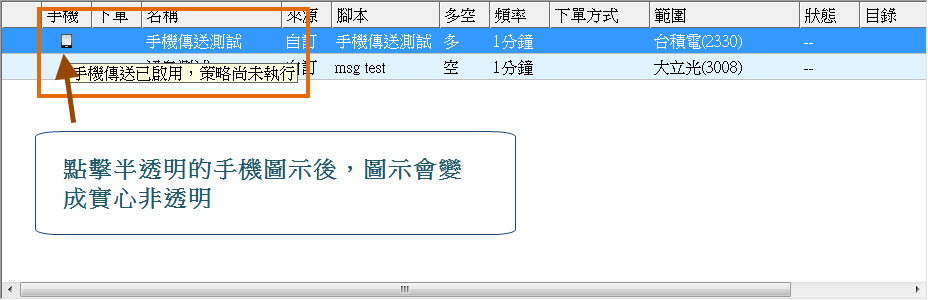 手機 下單 名稱 來源 腳本 多空 頻率 下單方式 範圍 狀態 目錄
手機傳送測試 自訂 手機傳送測試 多 1分鐘 台積電(2330) --
自訂 msg test 空 1分鐘 大立光(3008) --
手機傳送已啟用，策略尚未執行
點擊半透明的手機圖示後，圖示會變
成實心非透明